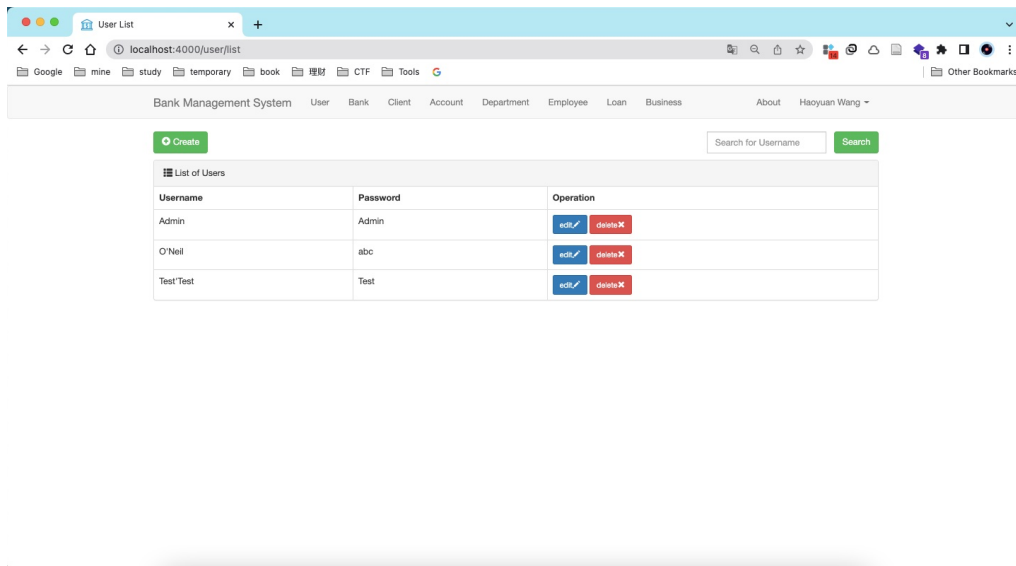 User List
localhost:4000/user/list
14
8
Google mine study temporary book 理财 CTF Tools Other Bookmarks
Bank Management System User Bank Client Account Department Employee Loan Business About Haoyuan Wang
Create Search for Username Search
List of Users
Username Password Operation
Admin Admin edit delete
O'Neil abc edit delete
Test'Test Test edit delete